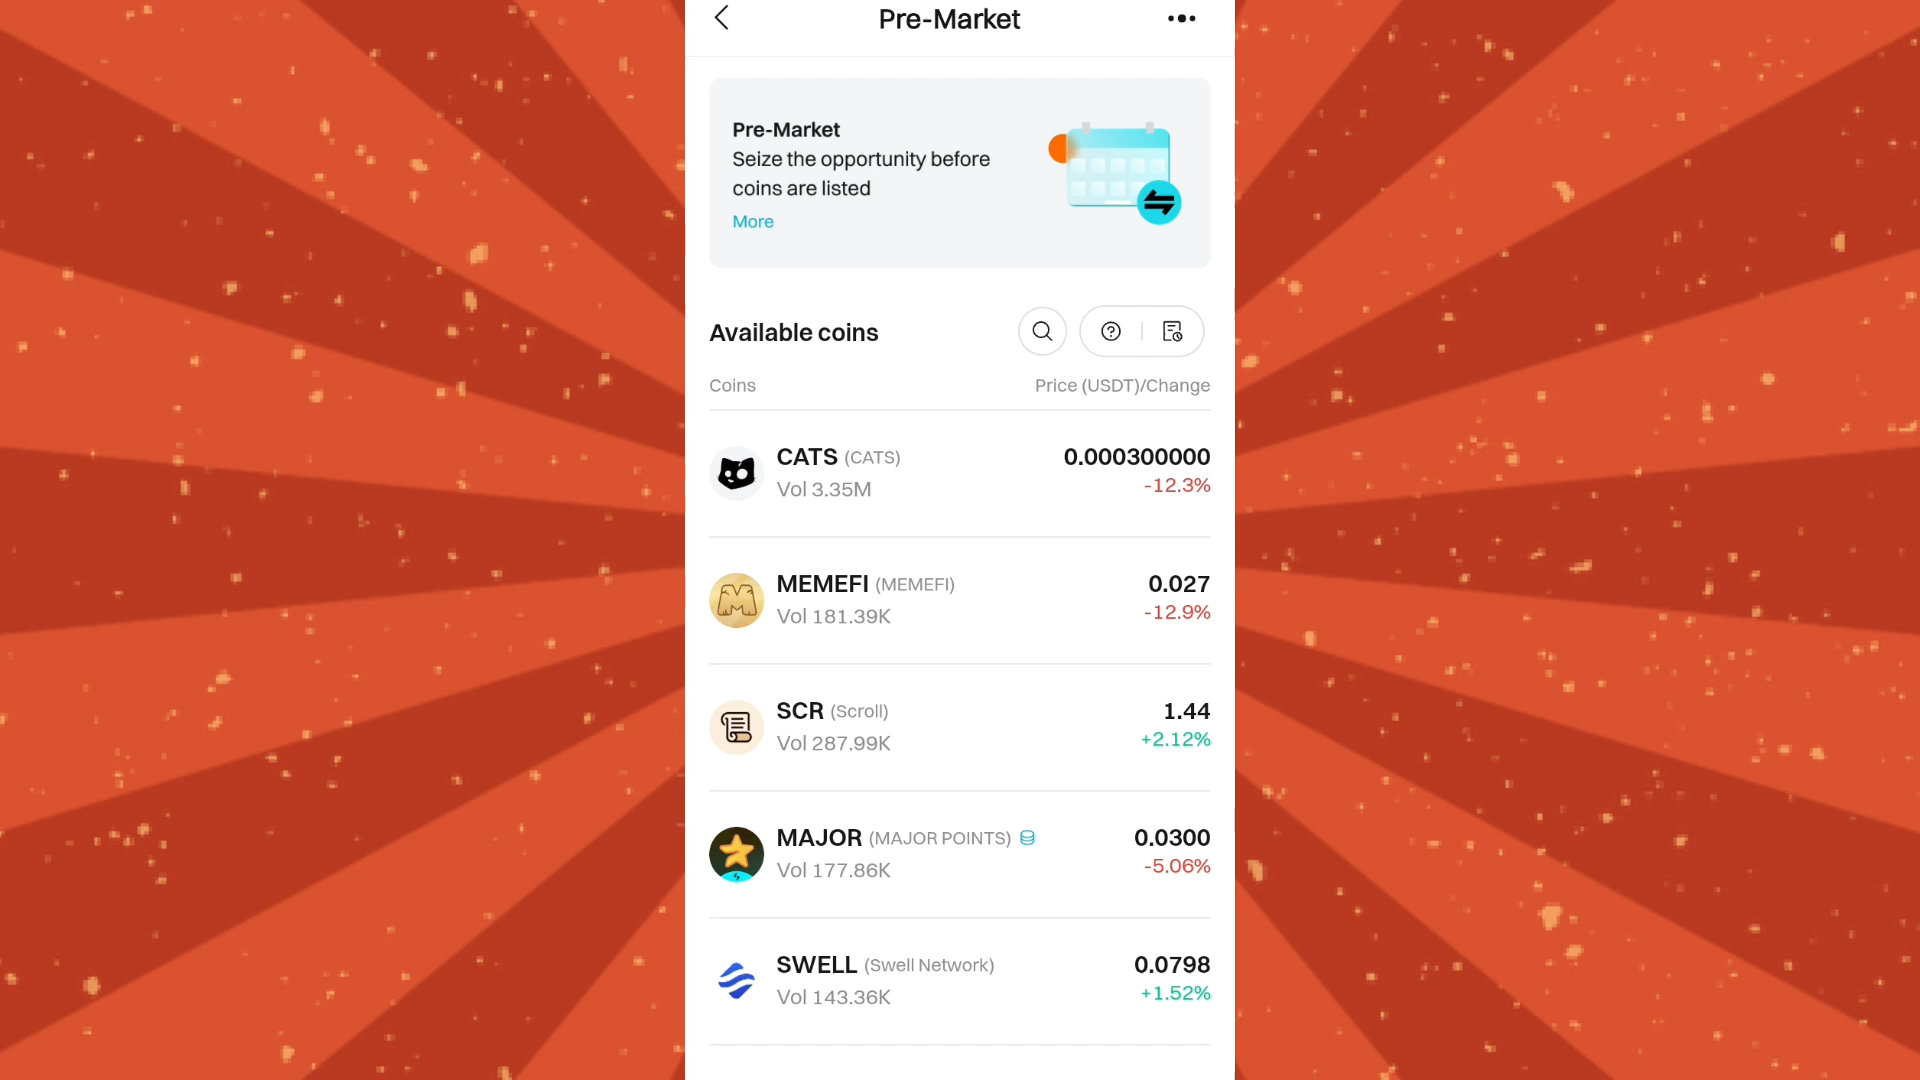 Pre-Market
Pre-Market
Seize the opportunity before
coins are listed
More
Available coins
Coins
Price (USDT)/Change
CATS (CATS)
0.000300000
Vol 3.35M
-12.3%
MEMEFI (MEMEFI)
0.027
Vol 181.39K
-12.9%
SCR (Scroll)
1.44
Vol 287.99K
+2.12%
MAJOR (MAJOR POINTS)
0.0300
Vol 177.86K
-5.06%
SWELL (Swell Network)
0.0798
Vol 143.36K
+1.52%